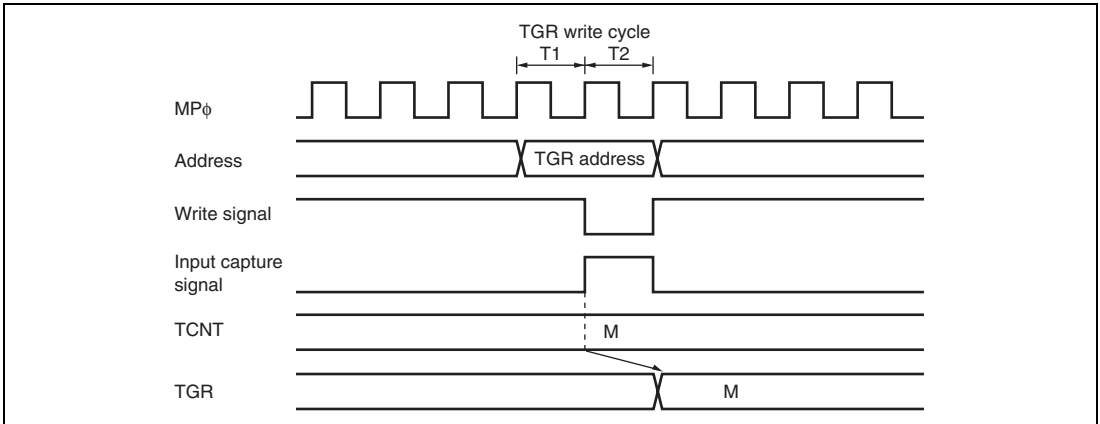 TGR write cycle
T1 T2
MPϕ
Address TGR address
Write signal
Input capture
signal
TCNT M
TGR M